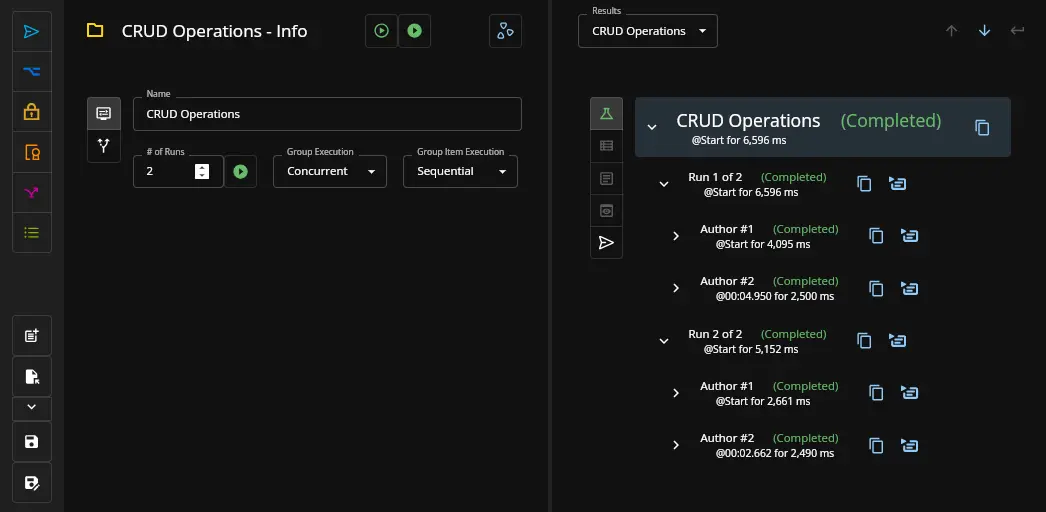 CRUD Operations - Info
Name
CRUD Operations
# of Runs
2
Group Execution
Concurrent
Group Item Execution
Sequential
Results
CRUD Operations
CRUD Operations (Completed)
@Start for 6,596 ms
Run 1 of 2 (Completed)
@Start for 6,596 ms
Author #1 (Completed)
@Start for 4,095 ms
Author #2 (Completed)
@00:04.950 for 2,500 ms
Run 2 of 2 (Completed)
@Start for 5,152 ms
Author #1 (Completed)
@Start for 2,661 ms
Author #2 (Completed)
@00:02.662 for 2,490 ms